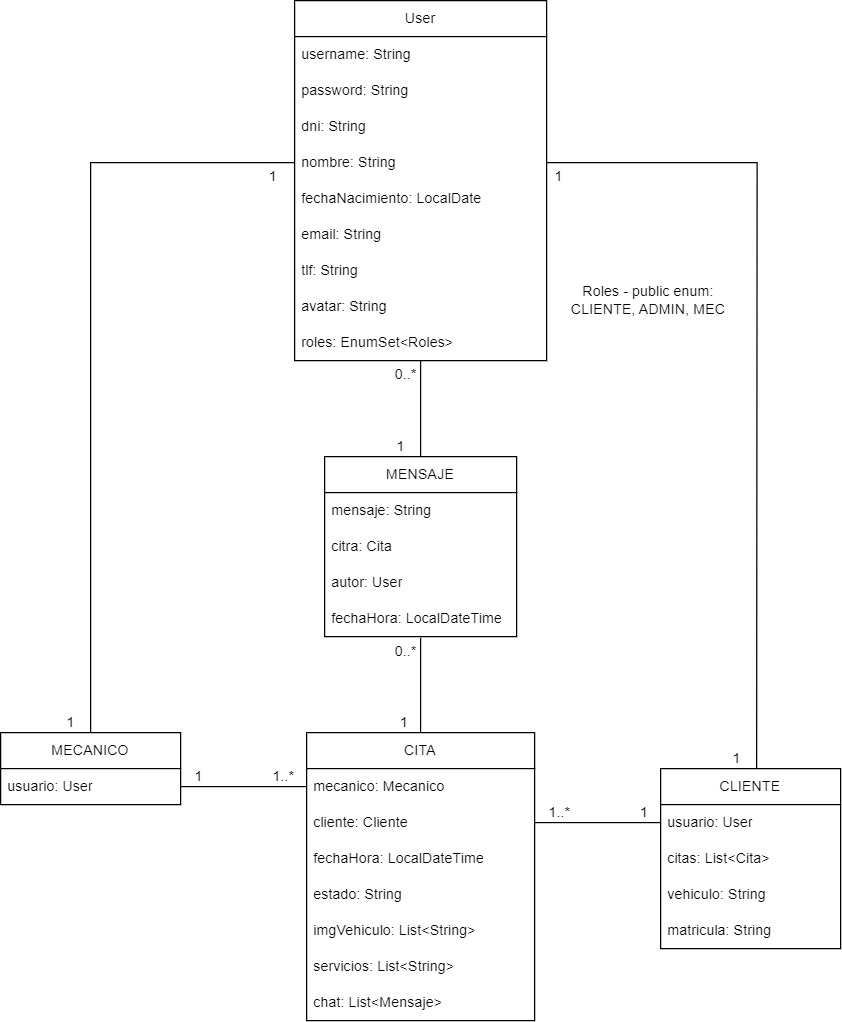 User
username: String
password: String
dni: String
nombre: String
fechaNacimiento: LocalDate
email: String
tlf: String
avatar: String
roles: EnumSet<Roles>
1
1
Roles - public enum:
CLIENTE, ADMIN, MEC
0..*
1
MENSAJE
mensaje: String
citra: Cita
autor: User
fechaHora: LocalDateTime
0..*
1
1
1
MECANICO
usuario: User
1
1..*
CITA
mecanico: Mecanico
cliente: Cliente
fechaHora: LocalDateTime
estado: String
imgVehiculo: List<String>
servicios: List<String>
chat: List<Mensaje>
1..*
1
CLIENTE
usuario: User
citas: List<Cita>
vehiculo: String
matricula: String